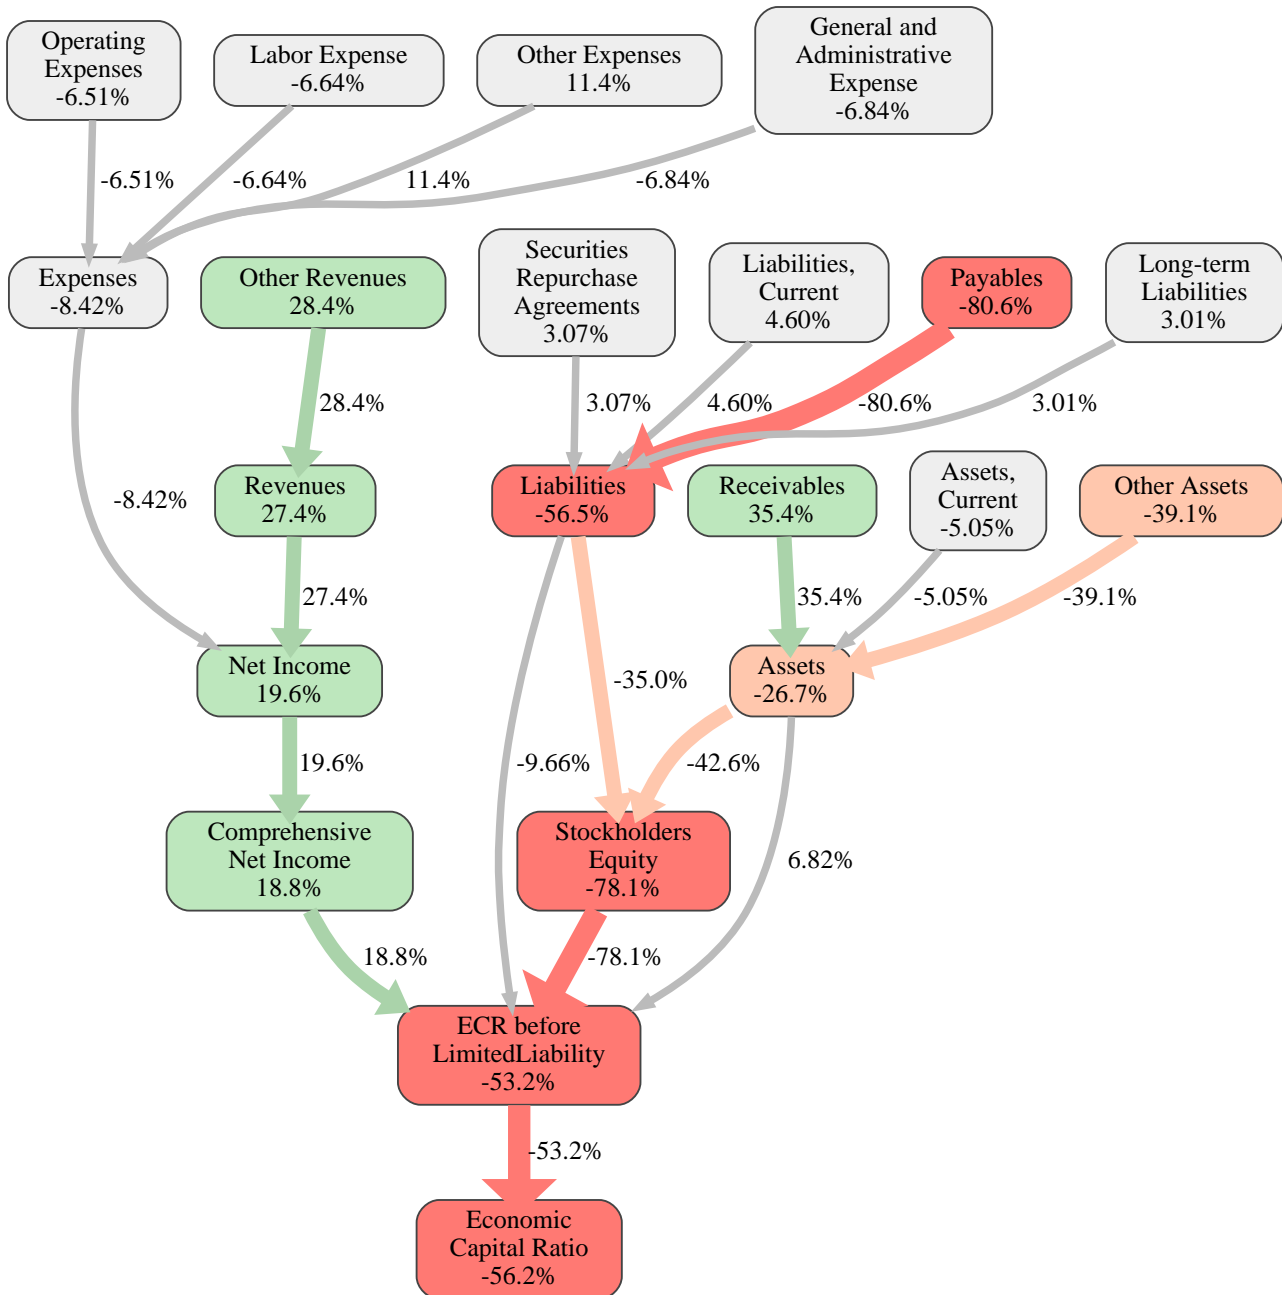 Operating
Expenses
-6.51%
Labor Expense
-6.64%
Other Expenses
11.4%
General and
Administrative
Expense
-6.84%
-6.51%
-6.64%
11.4%
-6.84%
Expenses
-8.42%
Other Revenues
28.4%
Securities
Repurchase
Agreements
3.07%
Liabilities,
Current
4.60%
Payables
-80.6%
Long-term
Liabilities
3.01%
28.4%
3.07%
4.60%
-80.6%
3.01%
-8.42%
Revenues
27.4%
Liabilities
-56.5%
Receivables
35.4%
Assets,
Current
-5.05%
Other Assets
-39.1%
27.4%
35.4%
-5.05%
-39.1%
Net Income
19.6%
-35.0%
Assets
-26.7%
19.6%
-9.66%
-42.6%
Comprehensive
Net Income
18.8%
Stockholders
Equity
-78.1%
6.82%
18.8%
-78.1%
ECR before
LimitedLiability
-53.2%
-53.2%
Economic
Capital Ratio
-56.2%